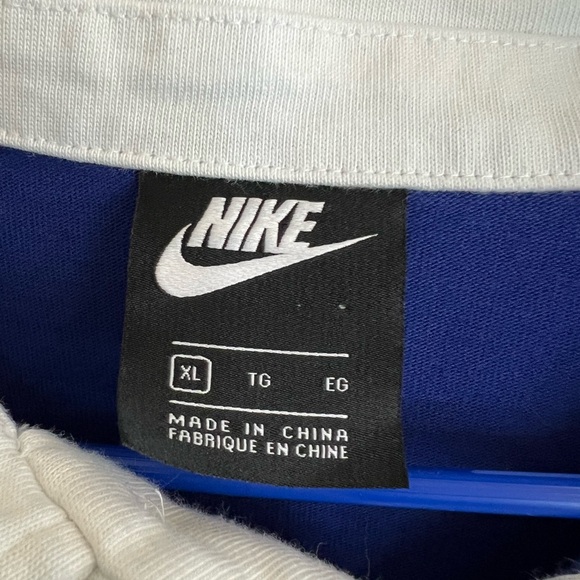 NIKE
XL TG EG
MADE IN CHINA
FABRIQUE EN CHINE